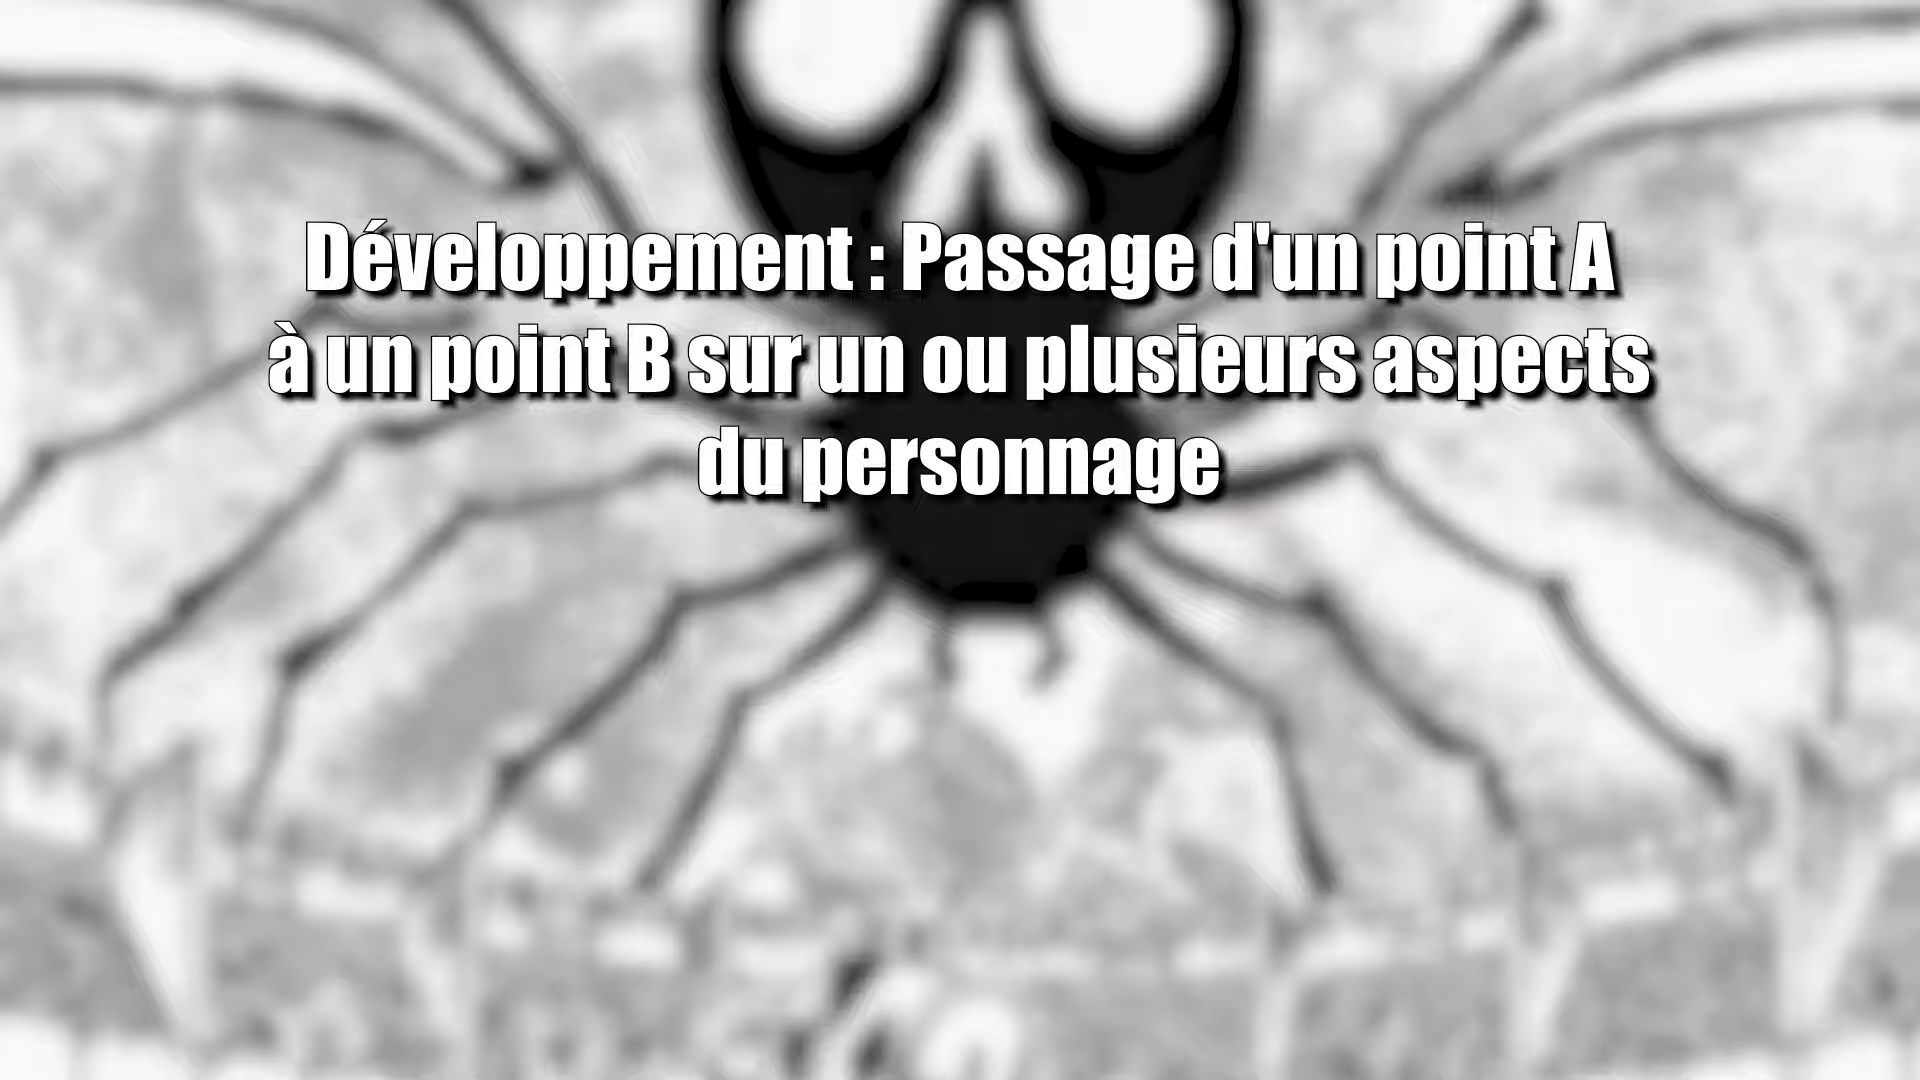 Développement : Passage d'un point A
à un point B sur un ou plusieurs aspects
du personnage